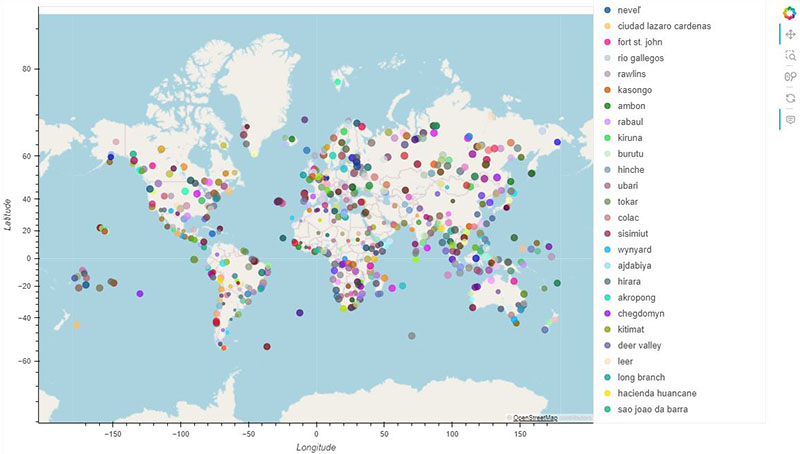 nevel'
ciudad lazaro cardenas
fort st. john
rio gallegos
rawlins
kasongo
ambon
rabaul
kiruna
burutu
hinche
ubari
tokar
colac
sisimiut
wynyard
ajdabiya
hirara
akropong
chegdomyn
kitimat
deer valley
leer
long branch
hacienda huancane
sao joao da barra
80
60
40
20
0
−20
−40
−60
Latitude
© OpenStreetMap contributors
−150
−100
−50
0
50
100
150
Longitude